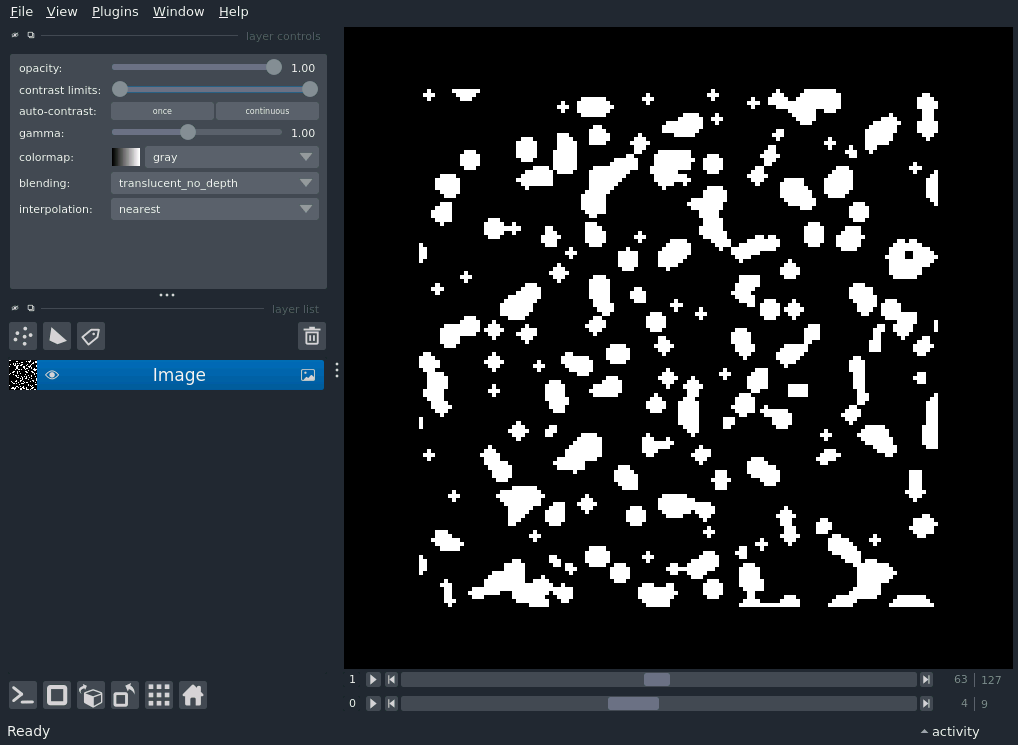 File View Plugins Window Help
layer controls
opacity: 1.00
contrast limits:
auto-contrast: once continuous
gamma: 1.00
colormap: gray
blending: translucent_no_depth
interpolation: nearest
layer list
Image
1 63 127
0 4 9
Ready activity